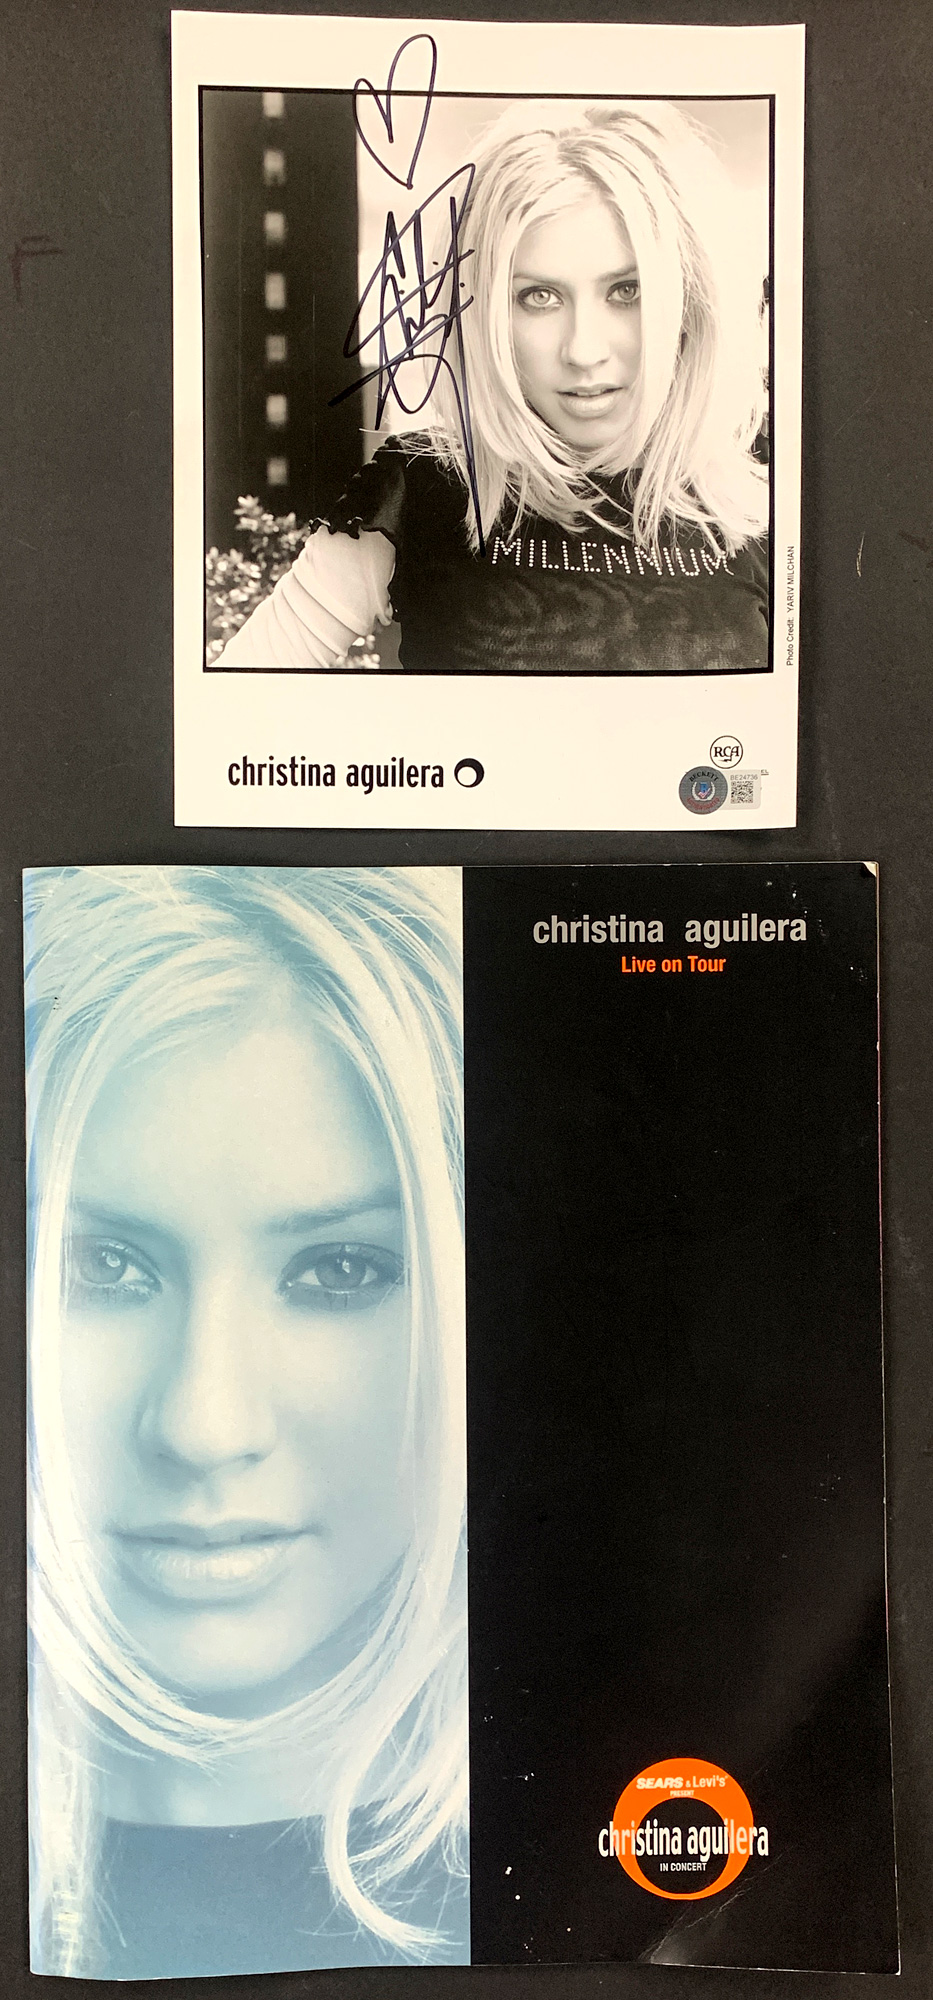 MILLENNIUM
Photo Credit: YARIV MILCHAN
christina aguilera
RCA
BECKETT
BE24736
christina aguilera
Live on Tour
SEARS & Levi's
PRESENT
christina aguilera
IN CONCERT